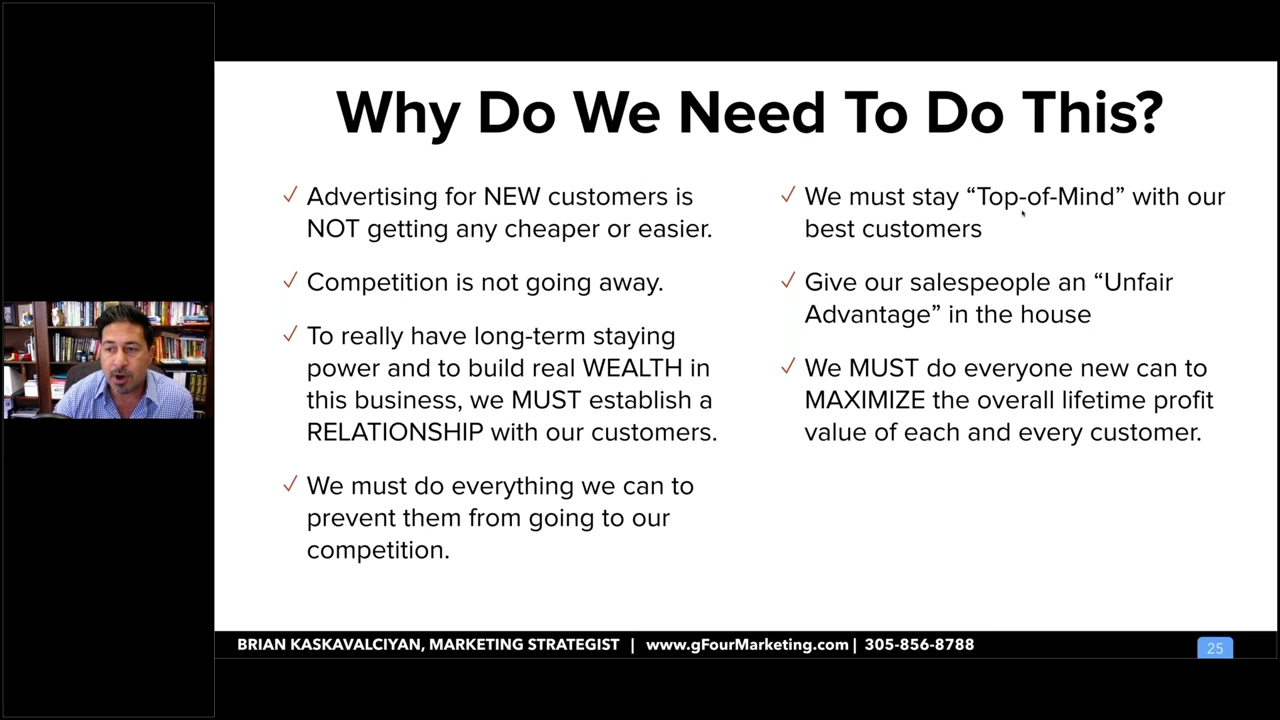 Why Do We Need To Do This?
✓ Advertising for NEW customers is
NOT getting any cheaper or easier.
✓ Competition is not going away.
✓ To really have long-term staying
power and to build real WEALTH in
this business, we MUST establish a
RELATIONSHIP with our customers.
✓ We must do everything we can to
prevent them from going to our
competition.
✓ We must stay “Top-of-Mind” with our
best customers
✓ Give our salespeople an “Unfair
Advantage” in the house
✓ We MUST do everyone new can to
MAXIMIZE the overall lifetime profit
value of each and every customer.
BRIAN KASKAVALCIYAN, MARKETING STRATEGIST | www.gFourMarketing.com | 305-856-8788
25